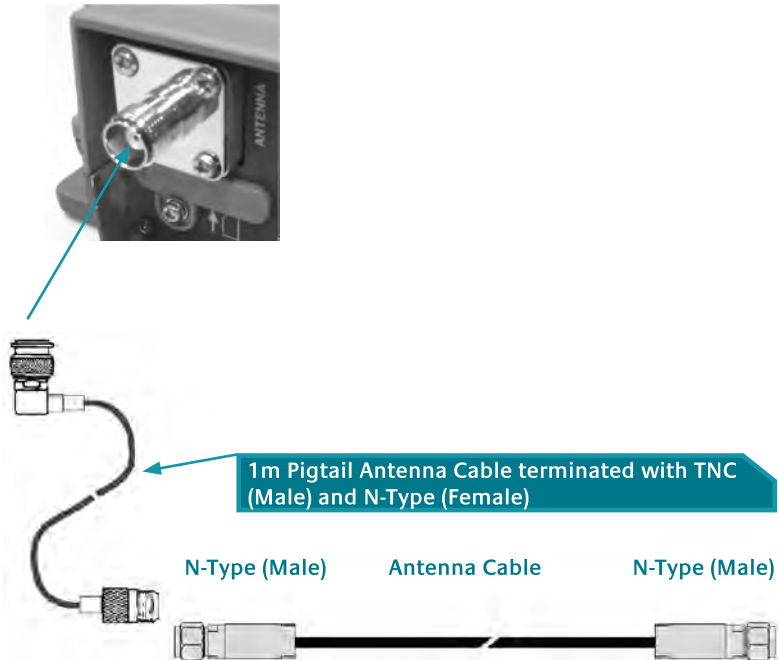 ANTENNA
1m Pigtail Antenna Cable terminated with TNC
(Male) and N-Type (Female)
N-Type (Male) Antenna Cable N-Type (Male)